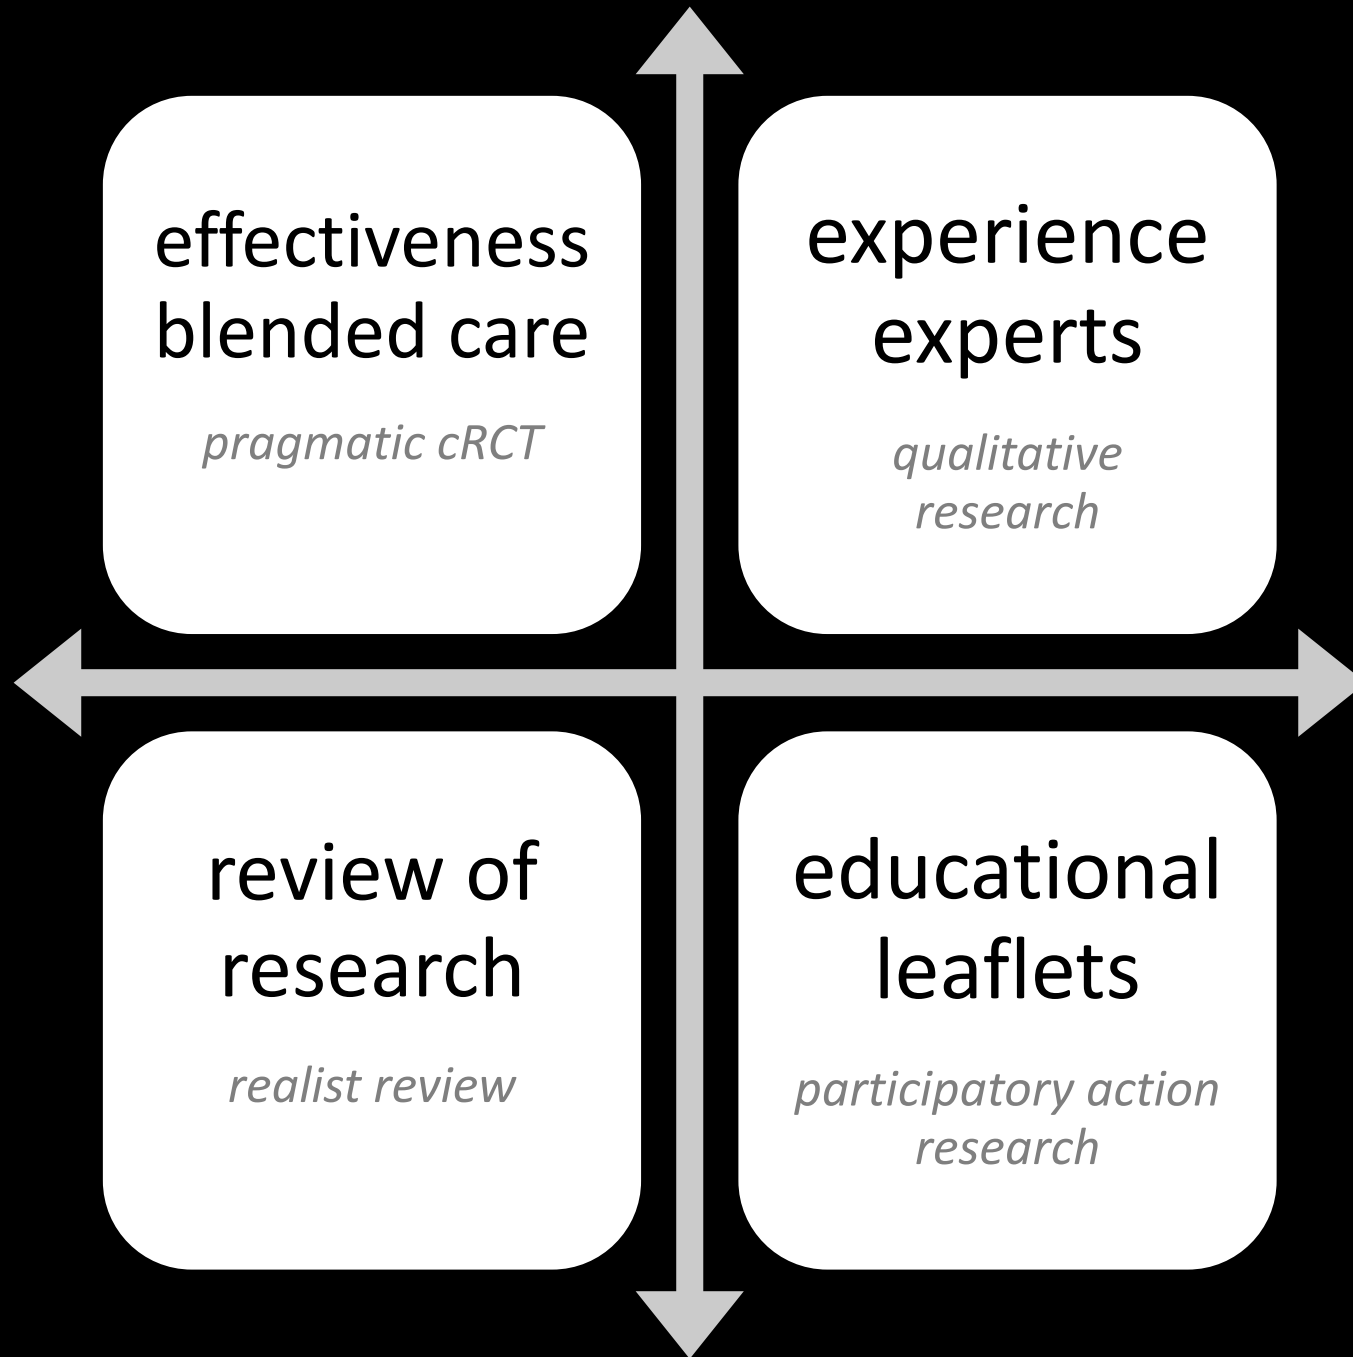 effectiveness
blended care
pragmatic cRCT
experience
experts
qualitative
research
review of
research
realist review
educational
leaflets
participatory action
research